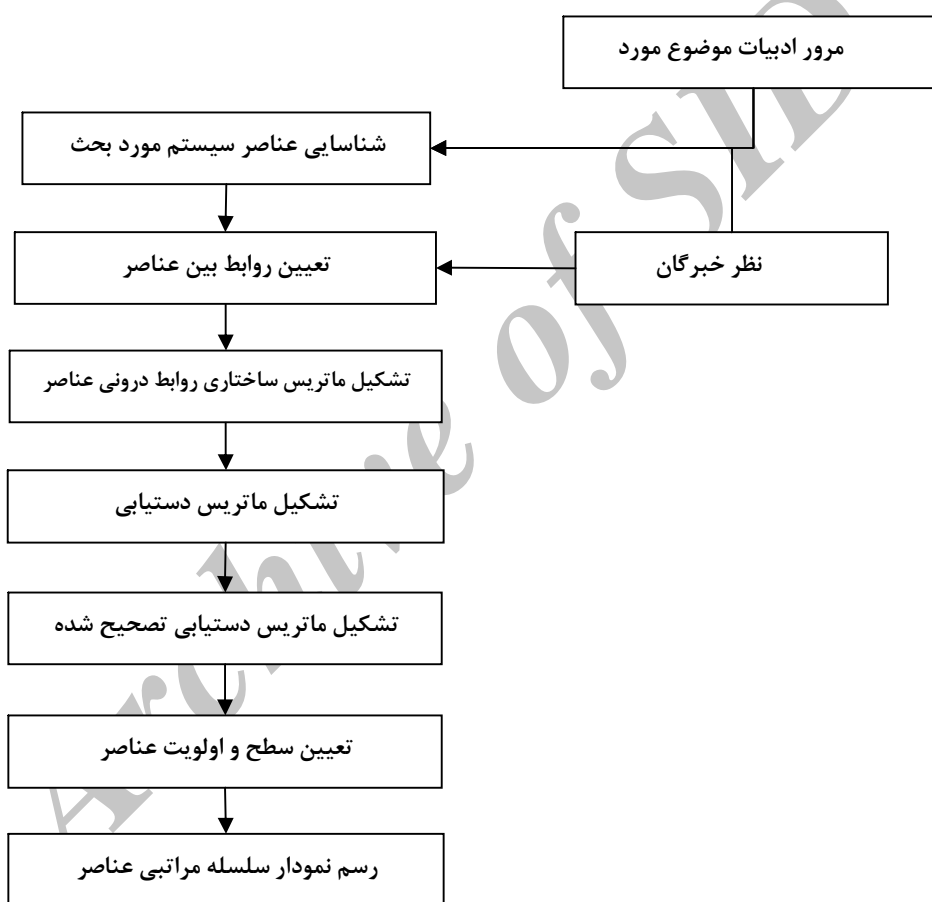 مرور ادبیات موضوع مورد
شناسایی عناصر سیستم مورد بحث
نظر خبرگان
تعیین روابط بین عناصر
تشکیل ماتریس ساختاری روابط درونی عناصر
تشکیل ماتریس دستیابی
تشکیل ماتریس دستیابی تصحیح شده
تعیین سطح و اولویت عناصر
رسم نمودار سلسله مراتبی عناصر
Archive of SID